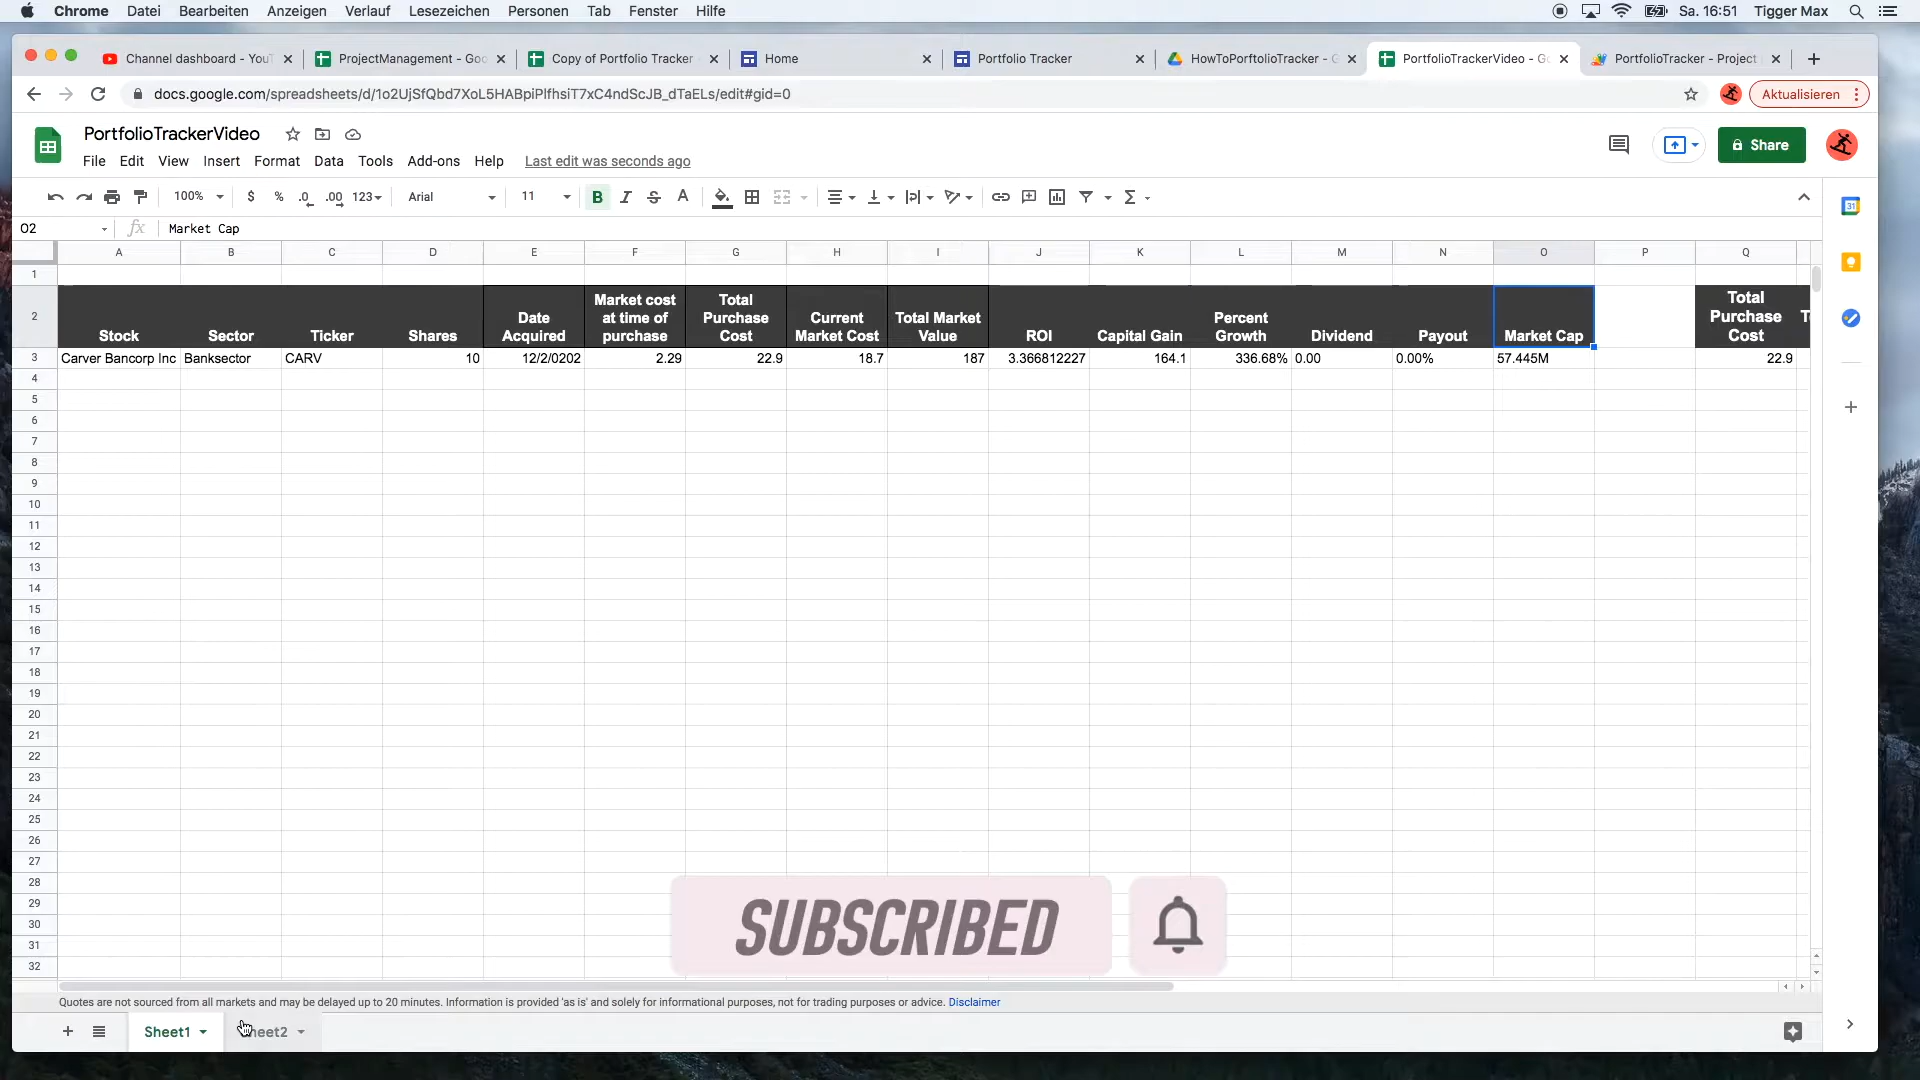 Chrome Datei Bearbeiten Anzeigen Verlauf Lesezeichen Personen Tab Fenster Hilfe Sa. 16:51 Tigger Max
Channel dashboard - YouT ProjectManagement - Goo Copy of Portfolio Tracker Home Portfolio Tracker HowToPorftolioTracker - G PortfolioTrackerVideo - Go PortfolioTracker - Project
docs.google.com/spreadsheets/d/1o2UjSfQbd7XoL5HABpiPlfhsiT7xC4ndScJB_dTaELs/edit#gid=0 Aktualisieren
PortfolioTrackerVideo
File Edit View Insert Format Data Tools Add-ons Help Last edit was seconds ago Share
100% $ % .0 .00 123 Arial 11 B I S A Σ 31
O2 fx Market Cap
A B C D E F G H I J K L M N O P Q
1
2 Stock Sector Ticker Shares Date Acquired Market cost at time of purchase Total Purchase Cost Current Market Cost Total Market Value ROI Capital Gain Percent Growth Dividend Payout Market Cap Total Purchase Cost
3 Carver Bancorp Inc Banksector CARV 10 12/2/0202 2.29 22.9 18.7 187 3.366812227 164.1 336.68% 0.00 0.00% 57.445M 22.9
4
5
6
7
8
9
10
11
12
13
14
15
16
17
18
19
20
21
22
23
24
25
26
27
28
29
30
31
32
SUBSCRIBED
Quotes are not sourced from all markets and may be delayed up to 20 minutes. Information is provided 'as is' and solely for informational purposes, not for trading purposes or advice. Disclaimer
Sheet1 Sheet2